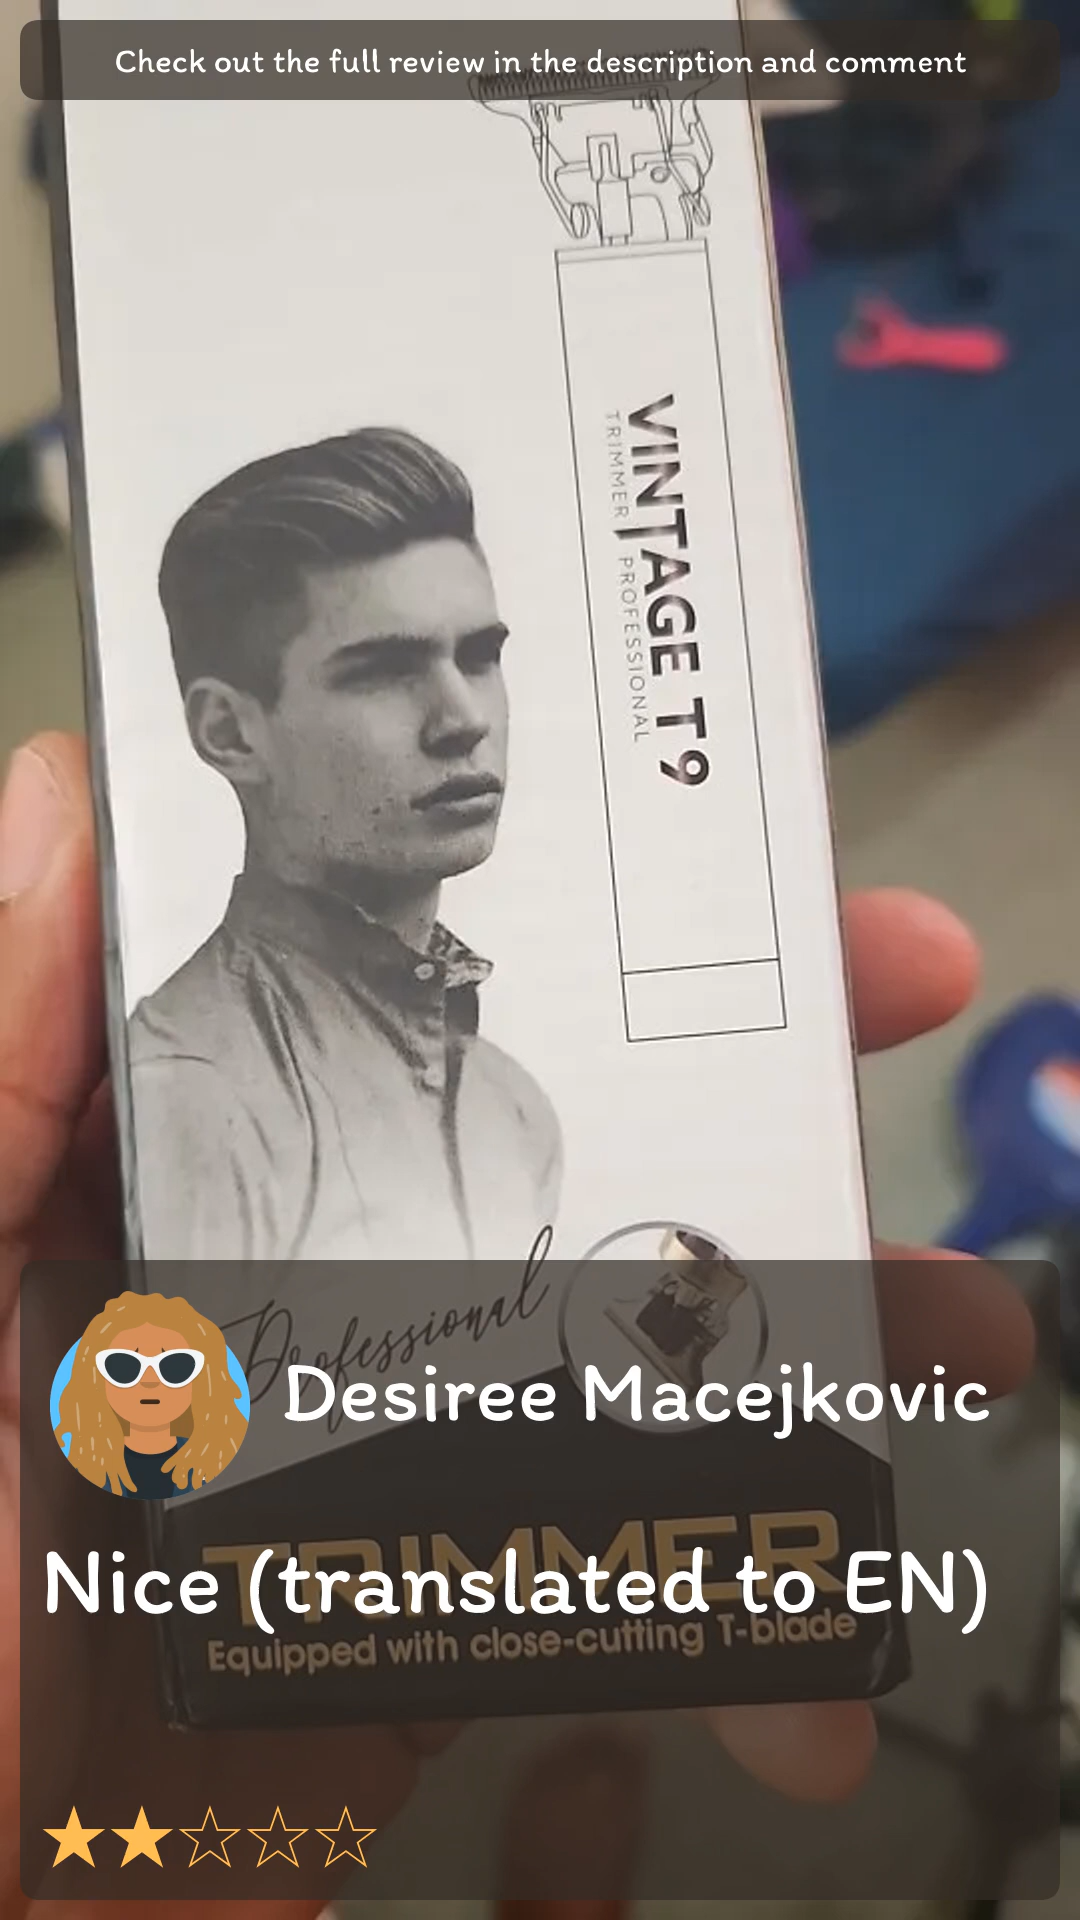 Check out the full review in the description and comment
VINTAGE T9
TRIMMER PROFESSIONAL
Professional
Desiree Macejkovic
TRIMMER
Nice (translated to EN)
Equipped with close-cutting T-blade